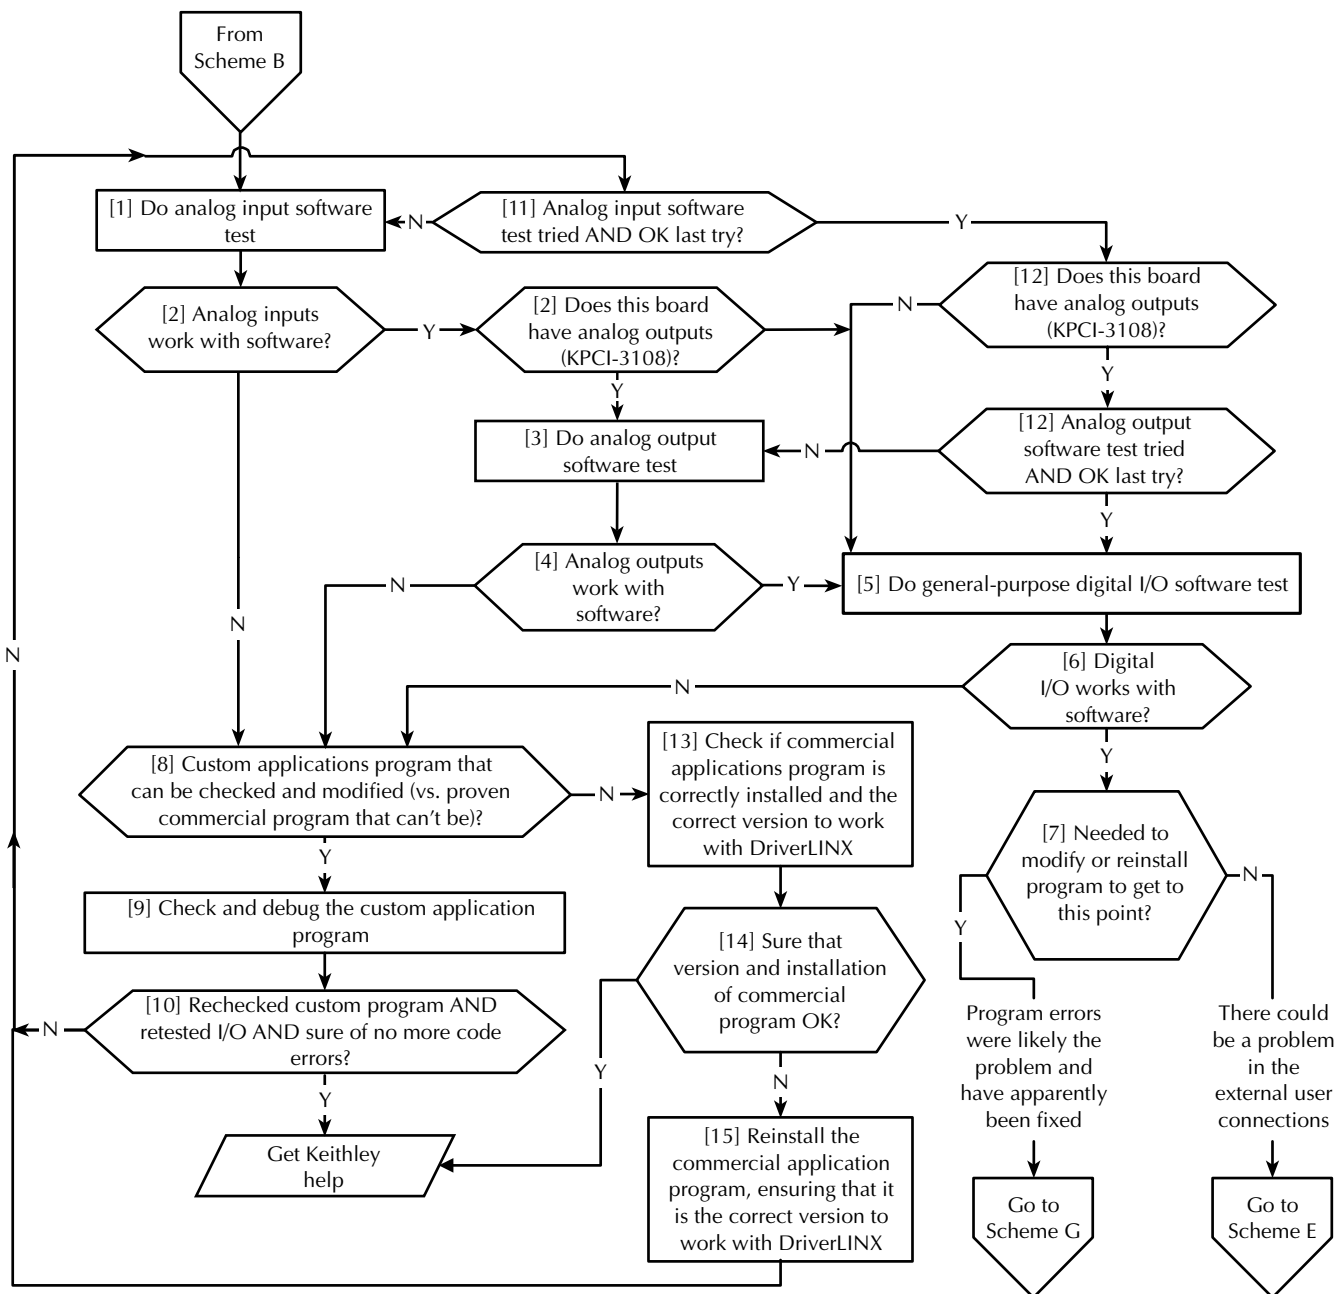 From
Scheme B
[1] Do analog input software
test
N
[11] Analog input software
test tried AND OK last try?
Y
[12] Does this board
have analog outputs
(KPCI-3108)?
N
Y
[2] Analog inputs
work with software?
Y
[2] Does this board
have analog outputs
(KPCI-3108)?
Y
[3] Do analog output
software test
N
[12] Analog output
software test tried
AND OK last try?
Y
[4] Analog outputs
work with
software?
N
Y
[5] Do general-purpose digital I/O software test
N
N
[6] Digital
I/O works with
software?
N
Y
[8] Custom applications program that
can be checked and modified (vs. proven
commercial program that can't be)?
N
Y
[13] Check if commercial
applications program is
correctly installed and the
correct version to work
with DriverLINX
[7] Needed to
modify or reinstall
program to get to
this point?
N
Y
[9] Check and debug the custom application
program
[14] Sure that
version and installation
of commercial
program OK?
[10] Rechecked custom program AND
retested I/O AND sure of no more code
errors?
N
Y
Y
N
Program errors
were likely the
problem and
have apparently
been fixed
There could
be a problem
in the
external user
connections
Get Keithley
help
[15] Reinstall the
commercial application
program, ensuring that it
is the correct version to
work with DriverLINX
Go to
Scheme G
Go to
Scheme E